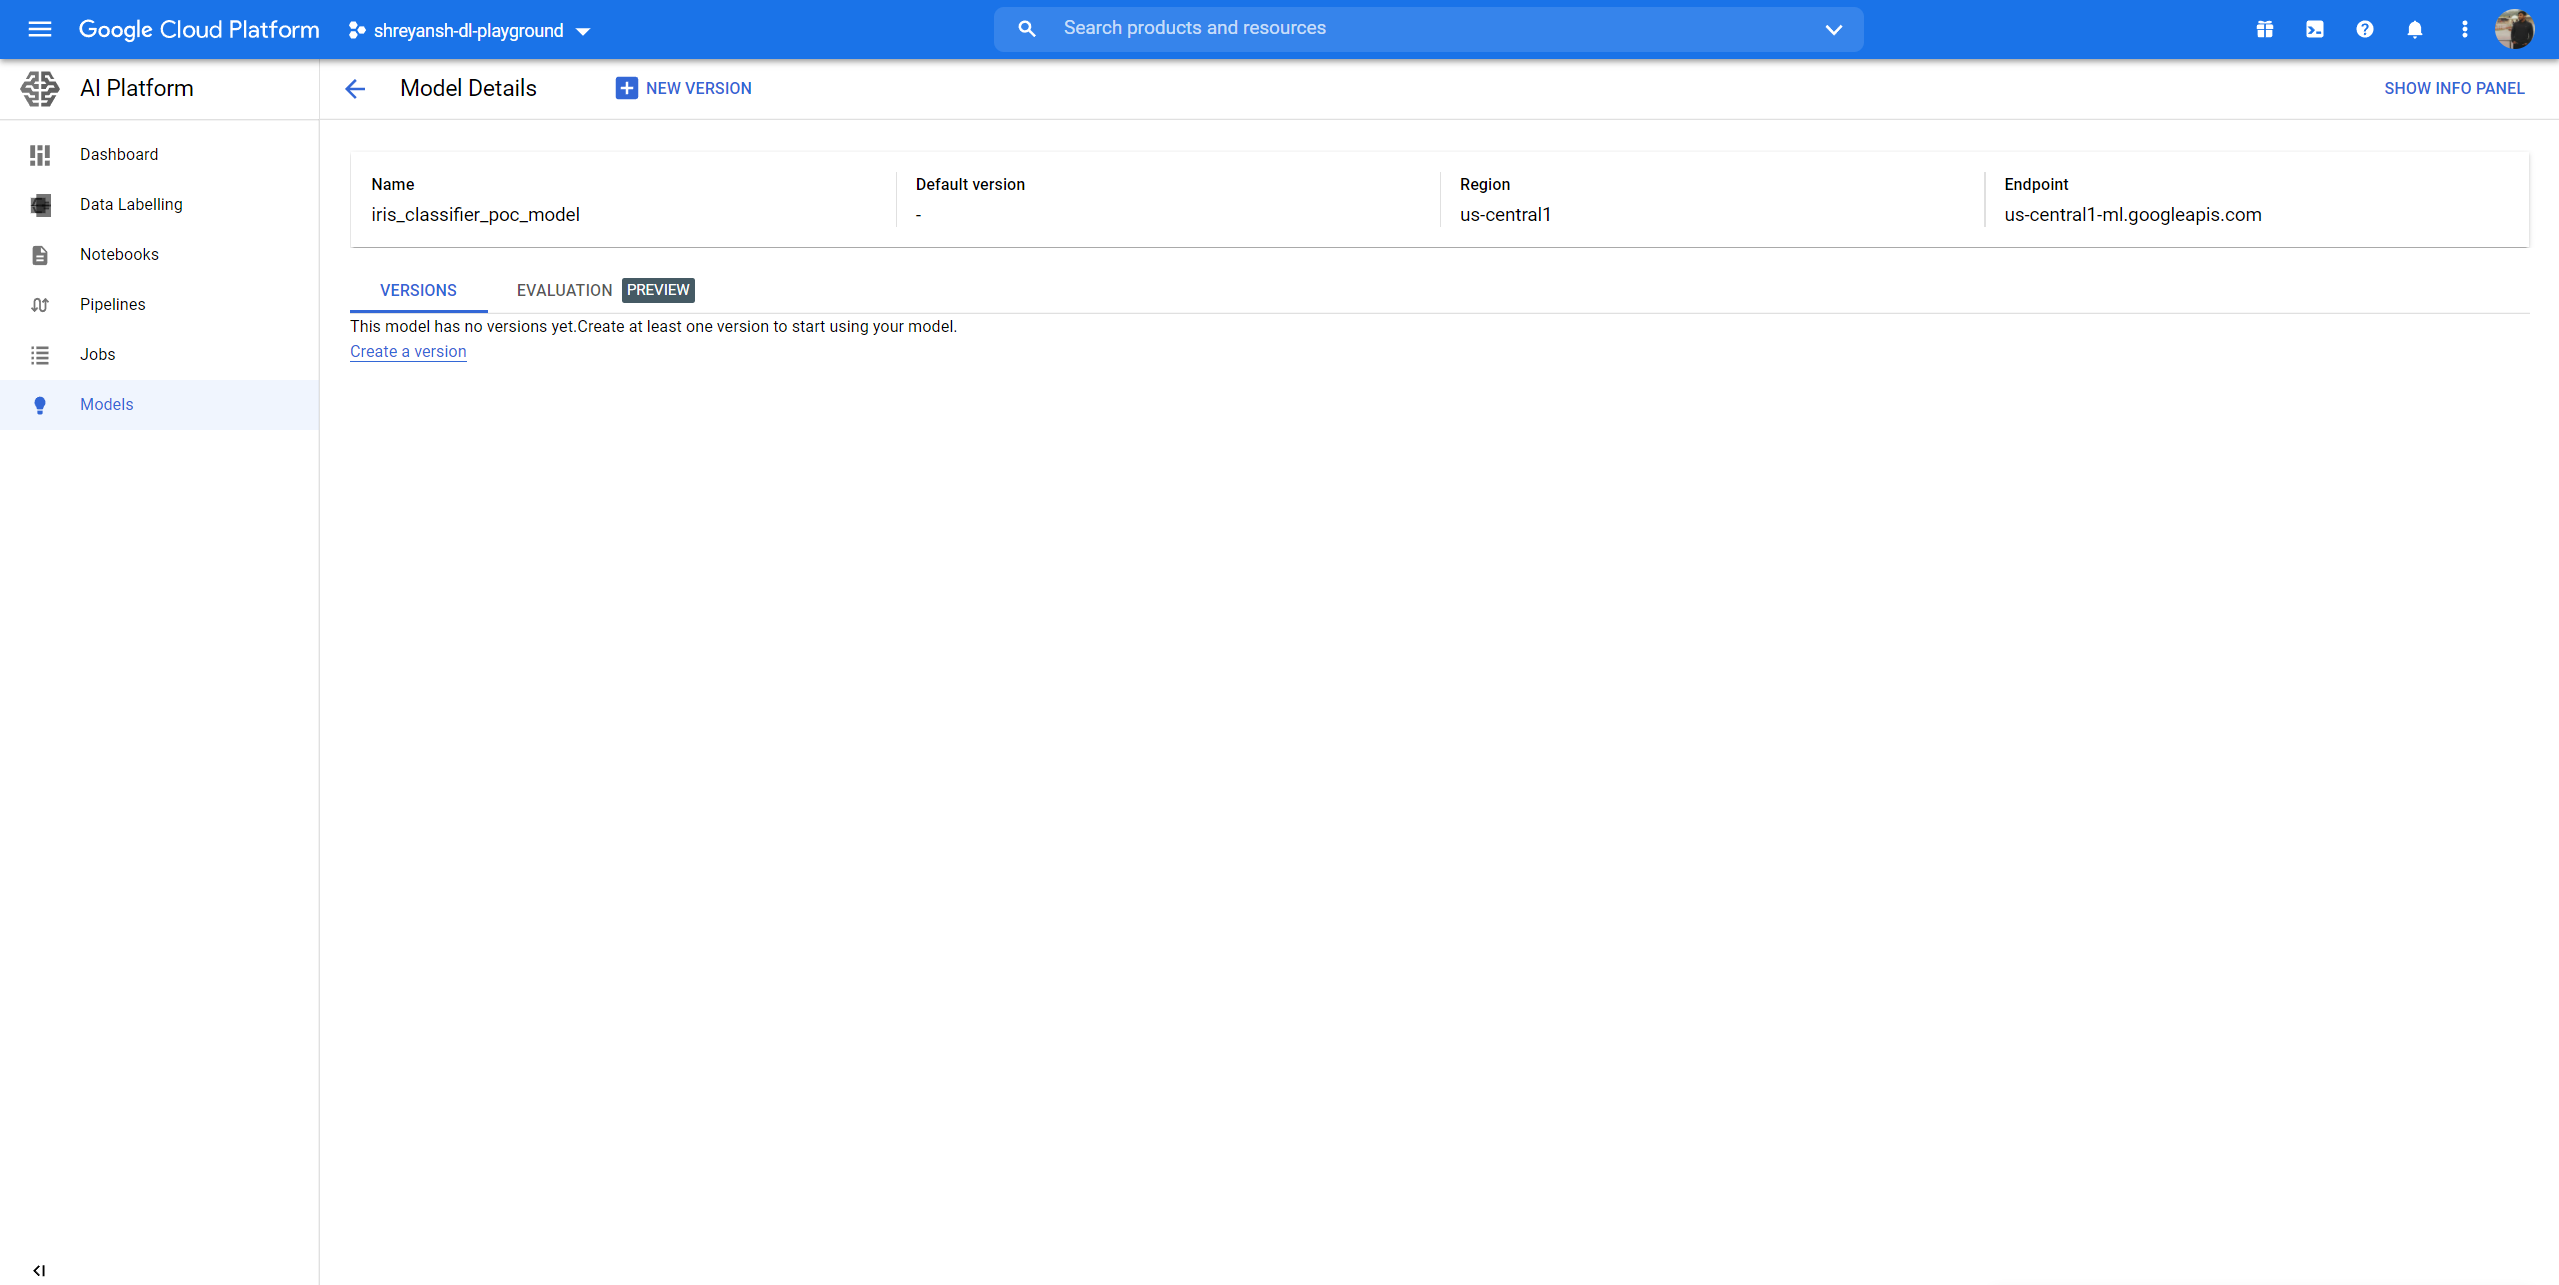 Google Cloud Platform
shreyansh-dl-playground
Search products and resources
AI Platform
Model Details
NEW VERSION
SHOW INFO PANEL
Dashboard
Data Labelling
Notebooks
Pipelines
Jobs
Models
Name
iris_classifier_poc_model
Default version
-
Region
us-central1
Endpoint
us-central1-ml.googleapis.com
VERSIONS
EVALUATION PREVIEW
This model has no versions yet.Create at least one version to start using your model.
Create a version